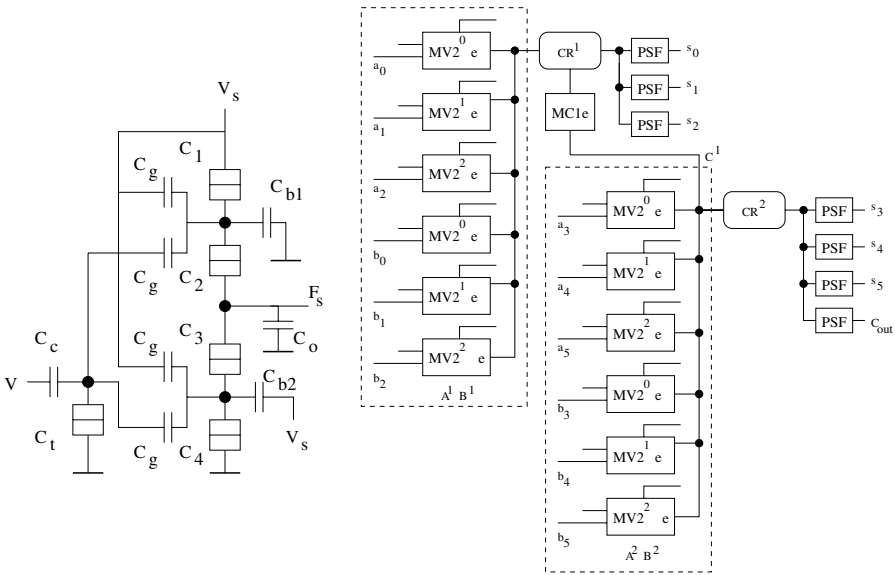 V_s
C_1
C_g
C_b1
C_g
C_2
F_s
C_3
C_o
C_c
C_g
V
C_b2
C_t
C_g
C_4
V_s
MV2^0 e
a_0
MV2^1 e
a_1
MV2^2 e
a_2
MV2^0 e
b_0
MV2^1 e
b_1
MV2^2 e
b_2
A^1 B^1
CR^1
MC1e
PSF s_0
PSF s_1
PSF s_2
C^1
MV2^0 e
a_3
MV2^1 e
a_4
MV2^2 e
a_5
MV2^0 e
b_3
MV2^1 e
b_4
MV2^2 e
b_5
A^2 B^2
CR^2
PSF s_3
PSF s_4
PSF s_5
PSF C_out